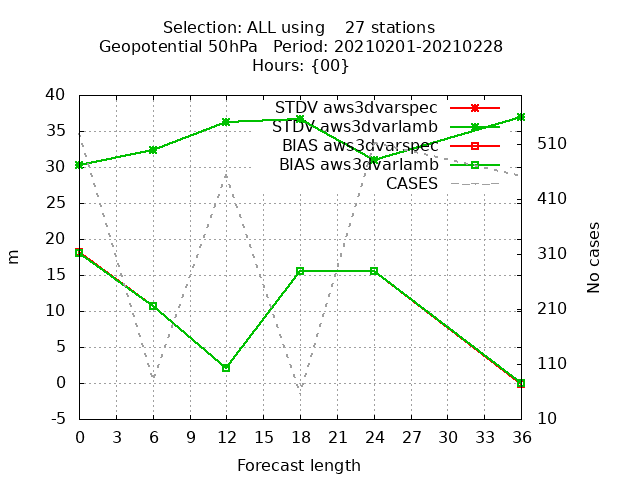 Selection: ALL using    27 stations
Geopotential 50hPa   Period: 20210201-20210228
Hours: {00}
STDV aws3dvarspec
STDV aws3dvarlamb
BIAS aws3dvarspec
BIAS aws3dvarlamb
CASES
40
35
30
25
20
15
10
5
0
-5
m
510
410
310
210
110
10
No cases
0 3 6 9 12 15 18 21 24 27 30 33 36
Forecast length